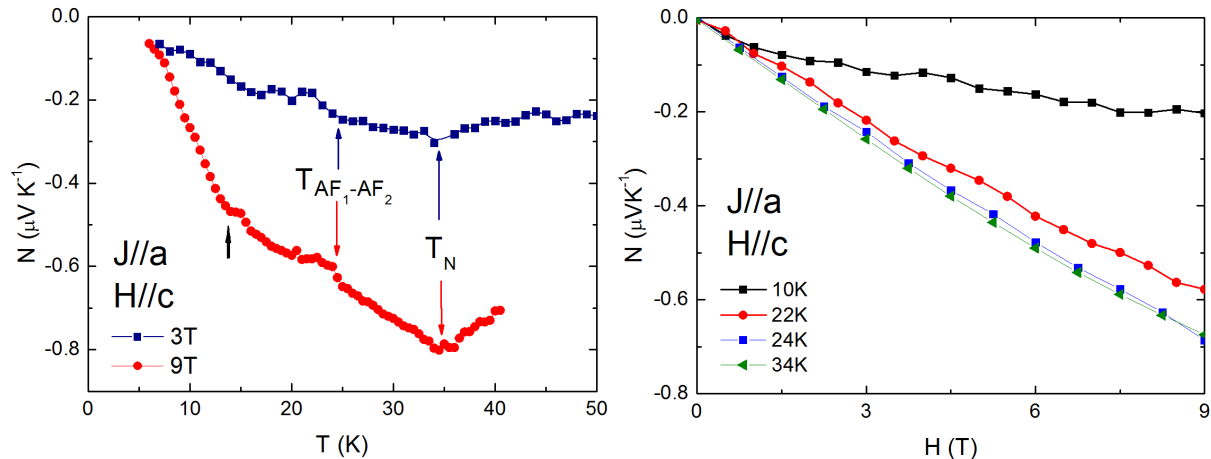 0.0
-0.2
-0.4
-0.6
-0.8
N (μV K⁻¹)
T_AF₁-AF₂
T_N
J//a
H//c
3T
9T
0 10 20 30 40 50
T (K)
0.0
-0.2
-0.4
-0.6
-0.8
N (μVK⁻¹)
J//a
H//c
10K
22K
24K
34K
0 3 6 9
H (T)